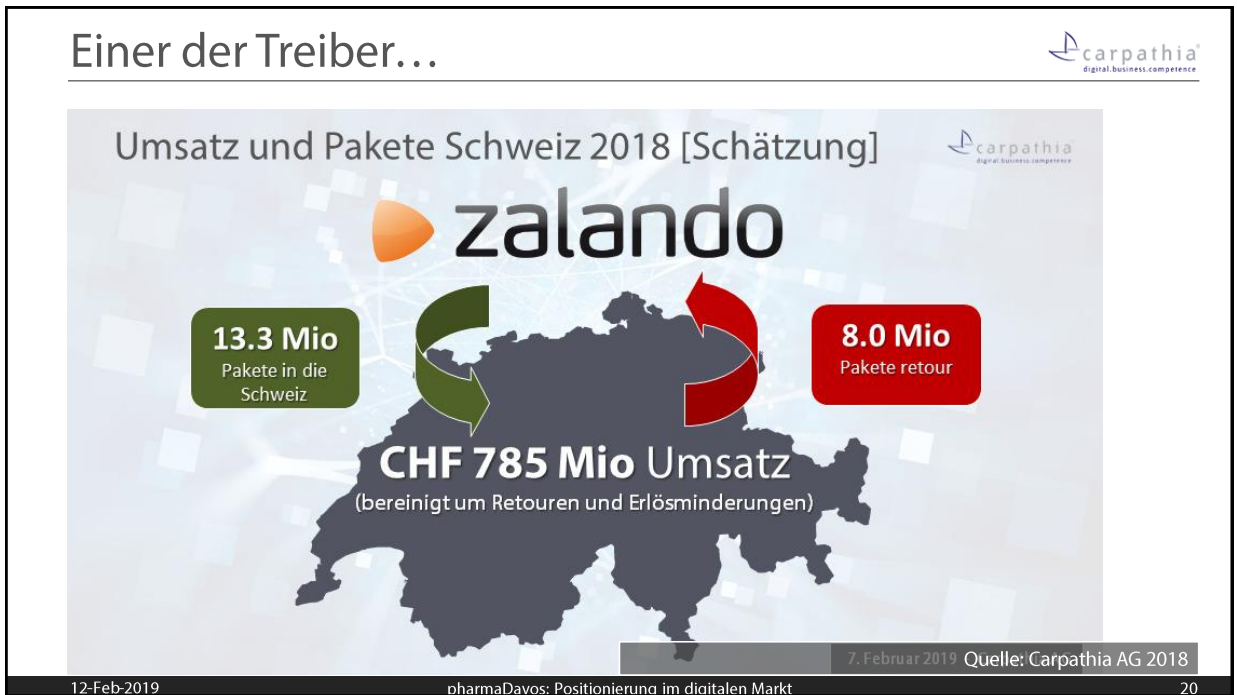 Einer der Treiber...
carpathia
digital.business.competence
Umsatz und Pakete Schweiz 2018 [Schätzung]
carpathia
digital.business.competence
zalando
13.3 Mio
Pakete in die
Schweiz
8.0 Mio
Pakete retour
CHF 785 Mio Umsatz
(bereinigt um Retouren und Erlösminderungen)
7. Februar 2019
Quelle: Carpathia AG 2018
12-Feb-2019
pharmaDavos: Positionierung im digitalen Markt
20